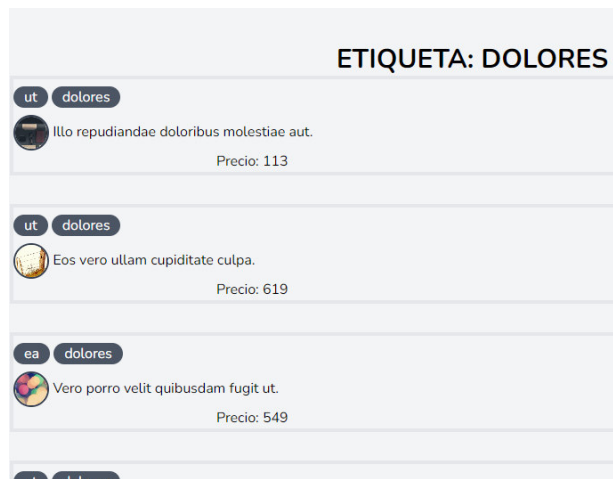 ETIQUETA: DOLORES
ut dolores
Illo repudiandae doloribus molestiae aut.
Precio: 113
ut dolores
Eos vero ullam cupiditate culpa.
Precio: 619
ea dolores
Vero porro velit quibusdam fugit ut.
Precio: 549